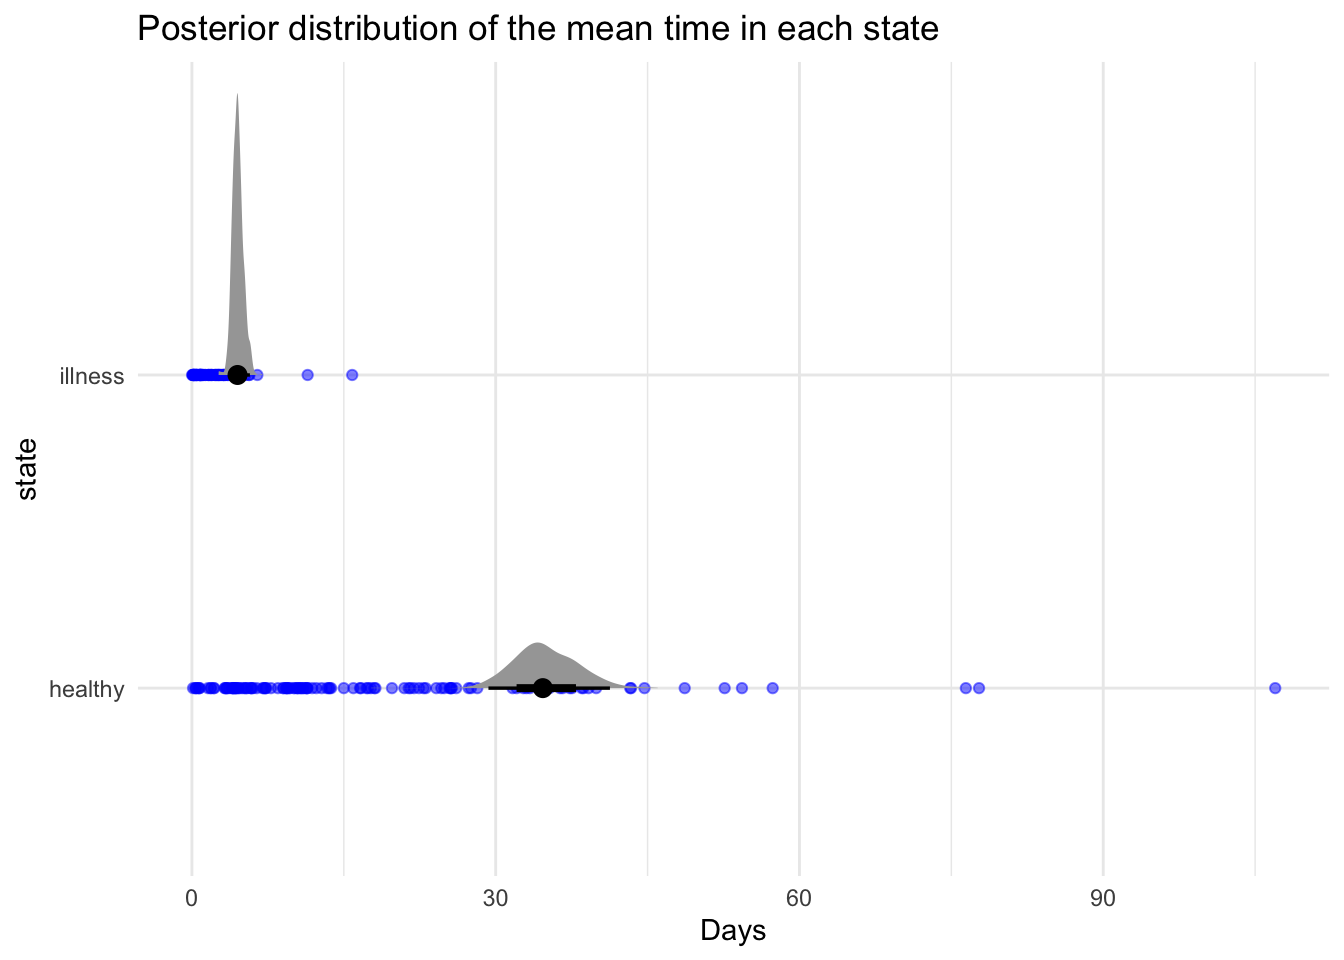 Posterior distribution of the mean time in each state
illness
state
healthy
0 30 60 90
Days